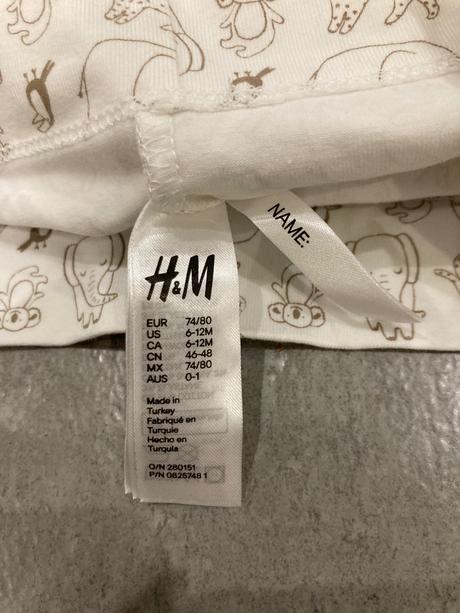 NAME:
H&M
EUR 74/80
US 6-12M
CA 6-12M
CN 46-48
MX 74/80
AUS 0-1
Made in
Turkey
Fabriqué en
Turquie
Hecho en
Turquía
O/N 280151
P/N 0825748 1